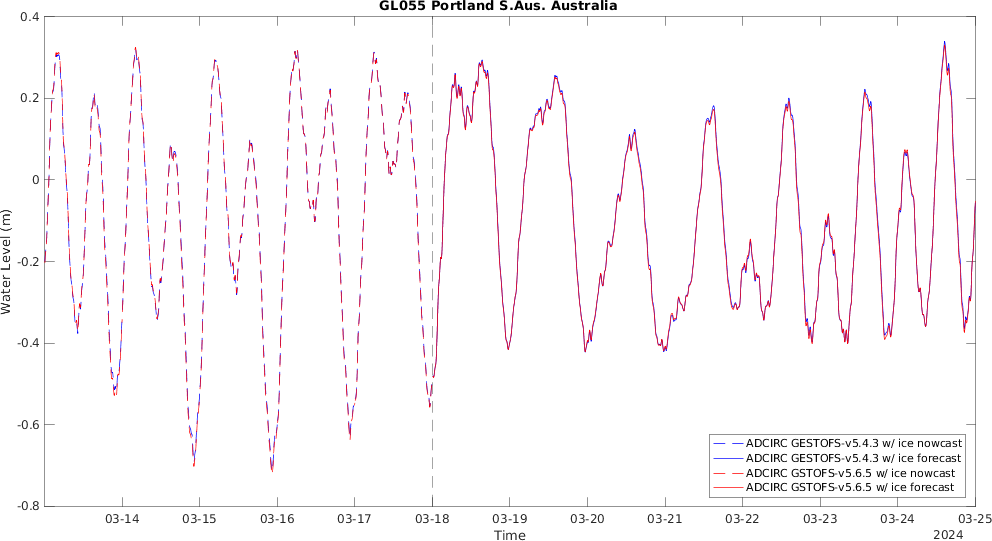 GL055 Portland S.Aus. Australia
0.4
0.2
0
-0.2
-0.4
-0.6
-0.8
Water Level (m)
ADCIRC GESTOFS-v5.4.3 w/ ice nowcast
ADCIRC GESTOFS-v5.4.3 w/ ice forecast
ADCIRC GSTOFS-v5.6.5 w/ ice nowcast
ADCIRC GSTOFS-v5.6.5 w/ ice forecast
03-14 03-15 03-16 03-17 03-18 03-19 03-20 03-21 03-22 03-23 03-24 03-25
Time
2024